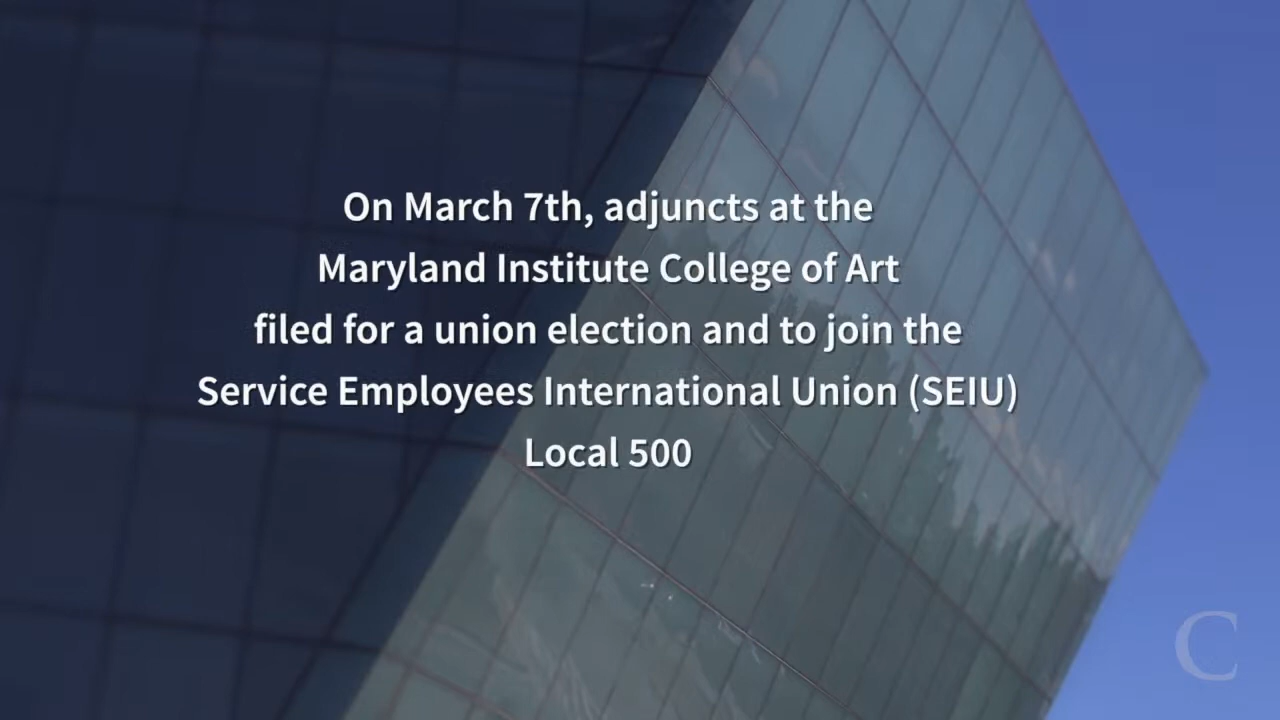 On March 7th, adjuncts at the
Maryland Institute College of Art
filed for a union election and to join the
Service Employees International Union (SEIU)
Local 500
C